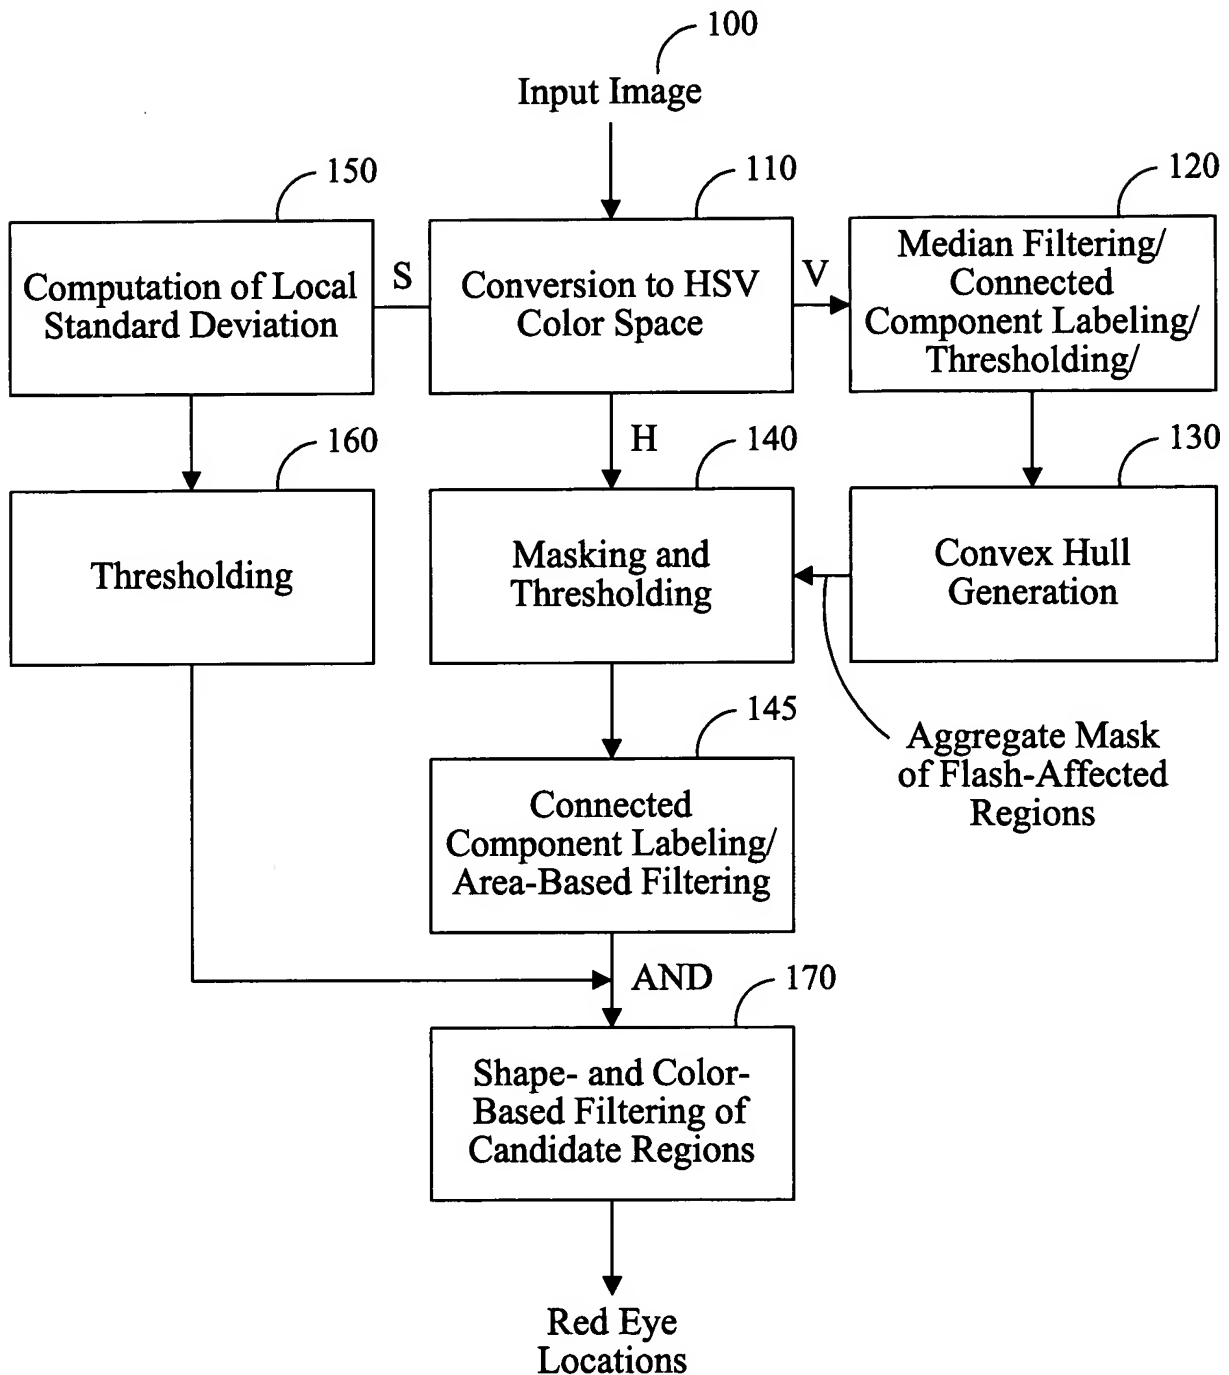 100
Input Image
150
110
120
Computation of Local
Standard Deviation
S
Conversion to HSV
Color Space
V
Median Filtering/
Connected
Component Labeling/
Thresholding/
160
H
140
130
Thresholding
Masking and
Thresholding
Convex Hull
Generation
145
Aggregate Mask
of Flash-Affected
Regions
Connected
Component Labeling/
Area-Based Filtering
AND
170
Shape- and Color-
Based Filtering of
Candidate Regions
Red Eye
Locations